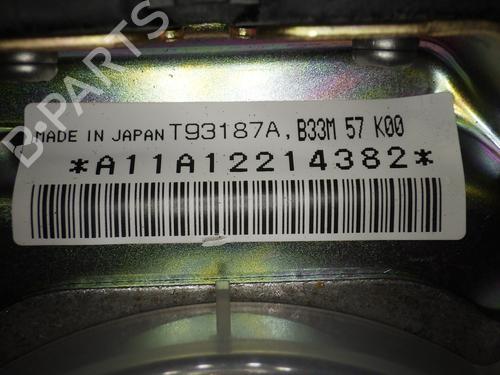 B-PARTS
MADE IN JAPAN T93187A, B33M 57 K00
*A11A12214382*